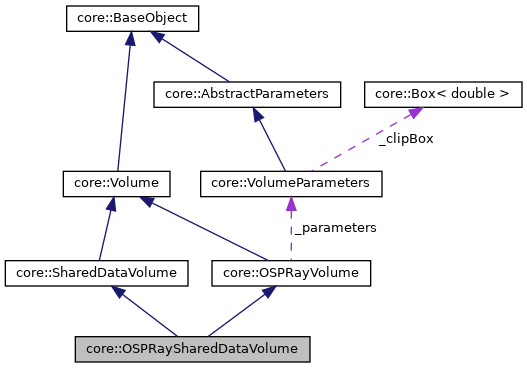 core::BaseObject
core::AbstractParameters
core::Box< double >
_clipBox
core::Volume
core::VolumeParameters
_parameters
core::SharedDataVolume
core::OSPRayVolume
core::OSPRaySharedDataVolume